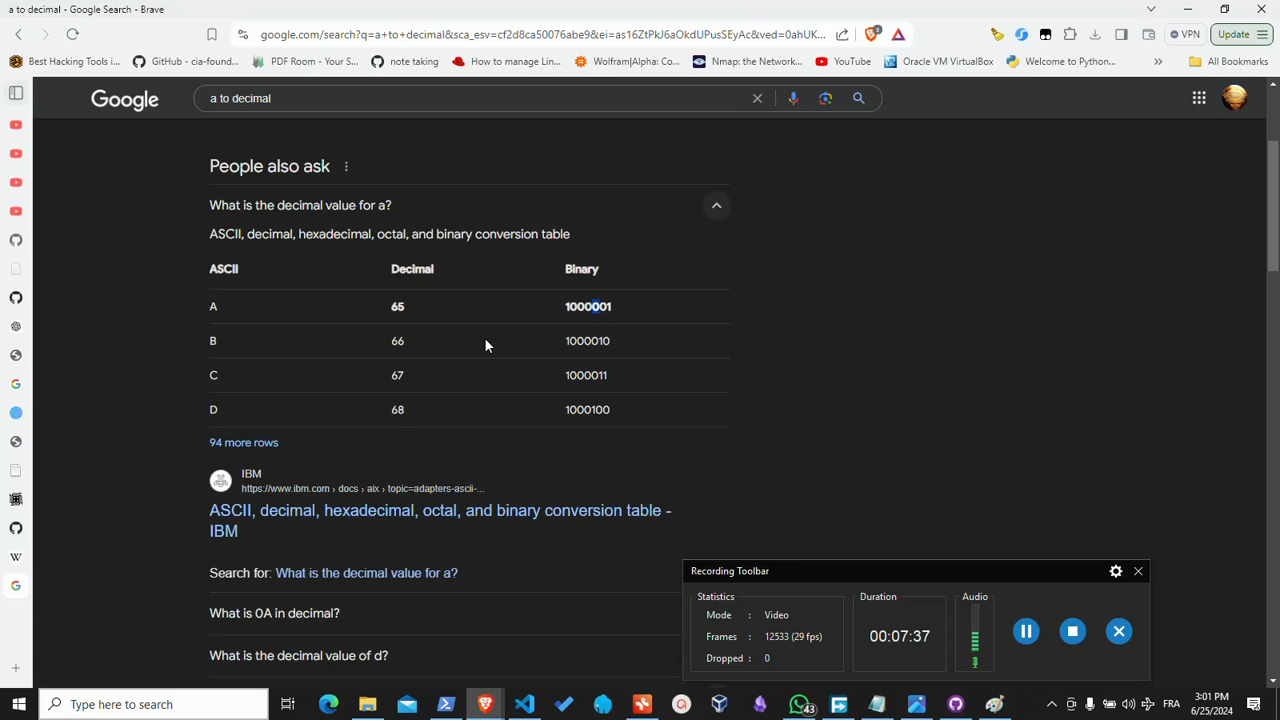 a to decimal - Google Search - Brave
google.com/search?q=a+to+decimal&sca_esv=cf2d8ca50076abe9&ei=as16ZtPkJ6aOkdUPusSEyAc&ved=0ahUK...
VPN
Update
Best Hacking Tools i...
GitHub - cia-found...
PDF Room - Your S...
note taking
How to manage Lin...
Wolfram|Alpha: Co...
Nmap: the Network...
YouTube
Oracle VM VirtualBox
Welcome to Python...
All Bookmarks
Google
a to decimal
People also ask
What is the decimal value for a?
ASCII, decimal, hexadecimal, octal, and binary conversion table
ASCII Decimal Binary
A 65 1000001
B 66 1000010
C 67 1000011
D 68 1000100
94 more rows
IBM
https://www.ibm.com › docs › aix › topic=adapters-ascii-...
ASCII, decimal, hexadecimal, octal, and binary conversion table -
IBM
Search for: What is the decimal value for a?
What is 0A in decimal?
What is the decimal value of d?
Recording Toolbar
Statistics
Mode : Video
Frames : 12533 (29 fps)
Dropped : 0
Duration
00:07:37
Audio
Type here to search
43
FRA
3:01 PM
6/25/2024